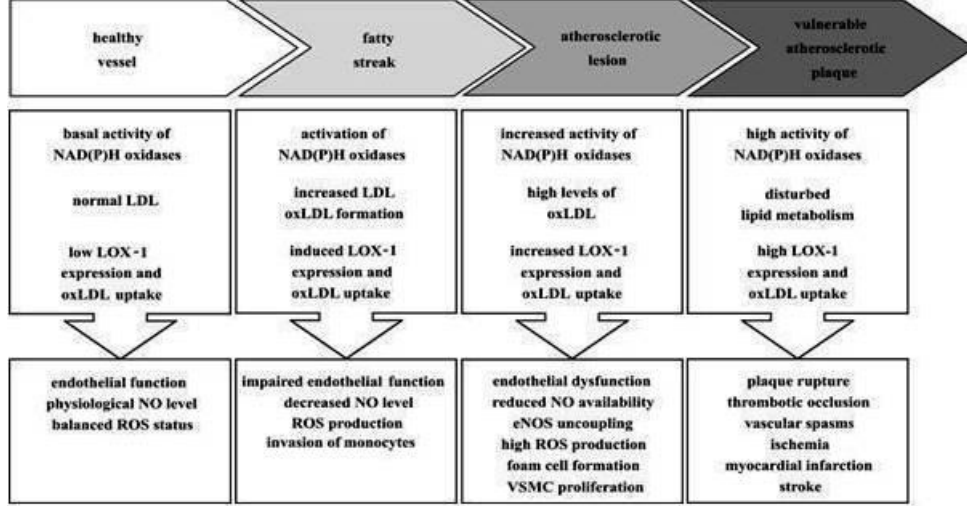 healthy
vessel
fatty
streak
atherosclerotic
lesion
vulnerable
atherosclerotic
plaque
basal activity of
NAD(P)H oxidases
normal LDL
low LOX-1
expression and
oxLDL uptake
activation of
NAD(P)H oxidases
increased LDL
oxLDL formation
induced LOX-1
expression and
oxLDL uptake
increased activity of
NAD(P)H oxidases
high levels of
oxLDL
increased LOX-1
expression and
oxLDL uptake
high activity of
NAD(P)H oxidases
disturbed
lipid metabolism
high LOX-1
expression and
oxLDL uptake
endothelial function
physiological NO level
balanced ROS status
impaired endothelial function
decreased NO level
ROS production
invasion of monocytes
endothelial dysfunction
reduced NO availability
eNOS uncoupling
high ROS production
foam cell formation
VSMC proliferation
plaque rupture
thrombotic occlusion
vascular spasms
ischemia
myocardial infarction
stroke